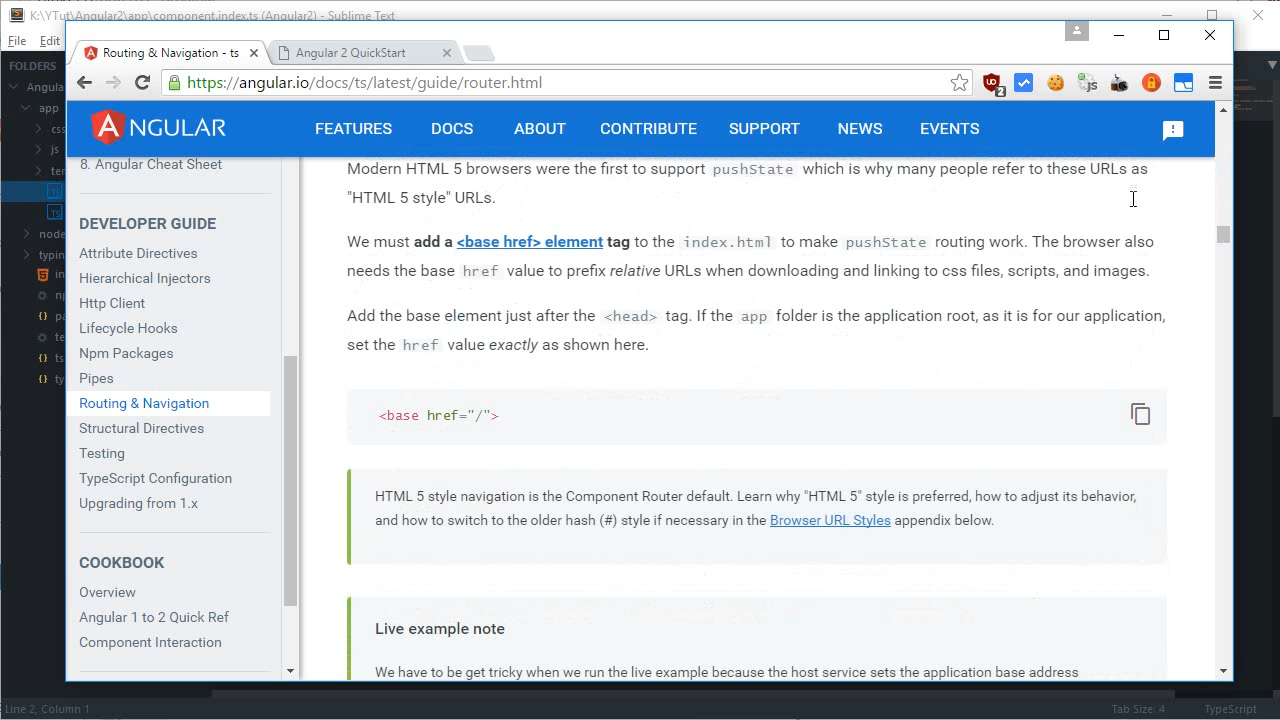 K:\YTut\Angular2\app\component.index.ts (Angular2) - Sublime Text
File Edit
Routing & Navigation - ts
Angular 2 QuickStart
https://angular.io/docs/ts/latest/guide/router.html
2
FOLDERS
app
js
ANGULAR
FEATURES DOCS ABOUT CONTRIBUTE SUPPORT NEWS EVENTS
8. Angular Cheat Sheet
DEVELOPER GUIDE
Attribute Directives
Hierarchical Injectors
Http Client
Lifecycle Hooks
Npm Packages
Pipes
Routing & Navigation
Structural Directives
Testing
TypeScript Configuration
Upgrading from 1.x
COOKBOOK
Overview
Angular 1 to 2 Quick Ref
Component Interaction
Modern HTML 5 browsers were the first to support pushState which is why many people refer to these URLs as
"HTML 5 style" URLs.
We must add a <base href> element tag to the index.html to make pushState routing work. The browser also
needs the base href value to prefix relative URLs when downloading and linking to css files, scripts, and images.
Add the base element just after the <head> tag. If the app folder is the application root, as it is for our application,
set the href value exactly as shown here.
<base href="/">
HTML 5 style navigation is the Component Router default. Learn why "HTML 5" style is preferred, how to adjust its behavior,
and how to switch to the older hash (#) style if necessary in the Browser URL Styles appendix below.
Live example note
We have to be get tricky when we run the live example because the host service sets the application base address
Line 2, Column 1
Tab Size: 4
TypeScript